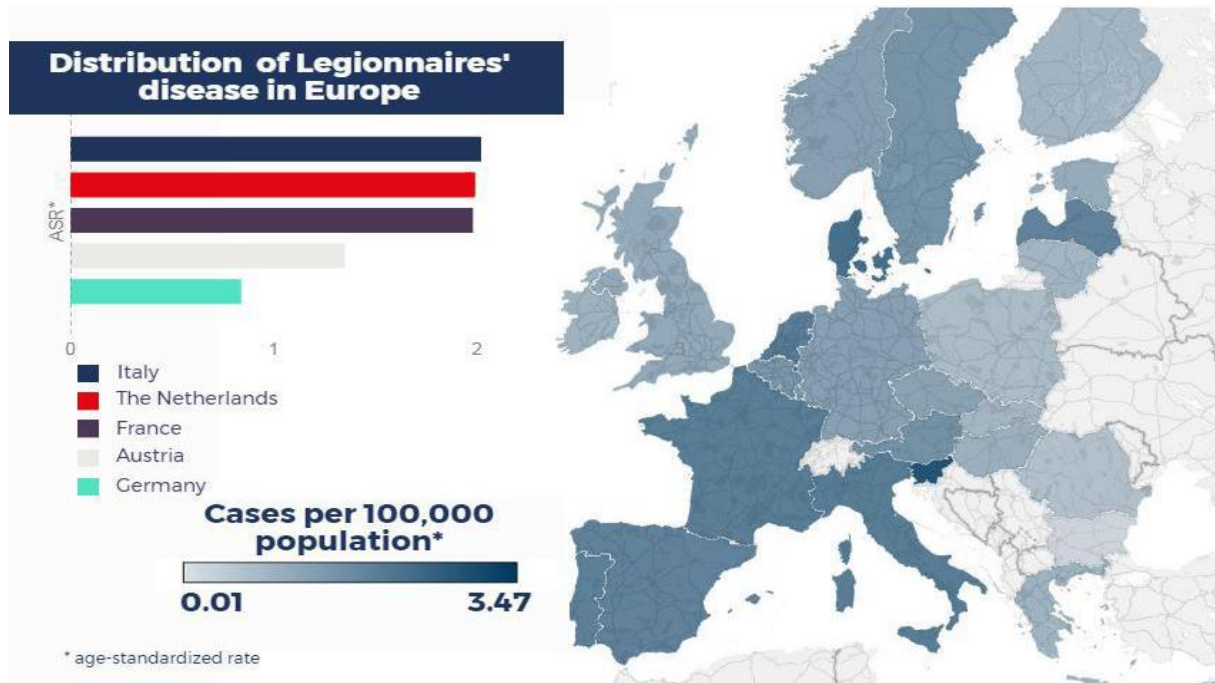 Distribution of Legionnaires'
disease in Europe
ASR*
0 1 2 3
Italy
The Netherlands
France
Austria
Germany
Cases per 100,000
population*
0.01 3.47
* age-standardized rate